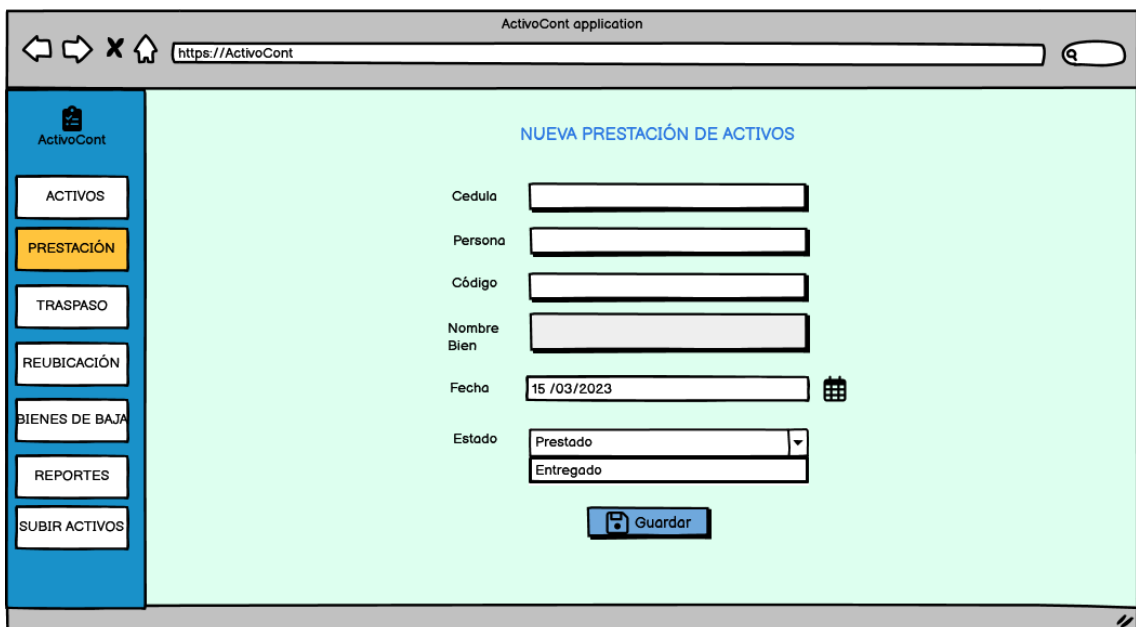 ActivoCont application
https://ActivoCont
ActivoCont
ACTIVOS
PRESTACIÓN
TRASPASO
REUBICACIÓN
BIENES DE BAJA
REPORTES
SUBIR ACTIVOS
NUEVA PRESTACIÓN DE ACTIVOS
Cedula
Persona
Código
Nombre
Bien
Fecha
15 /03/2023
Estado
Prestado
Entregado
Guardar